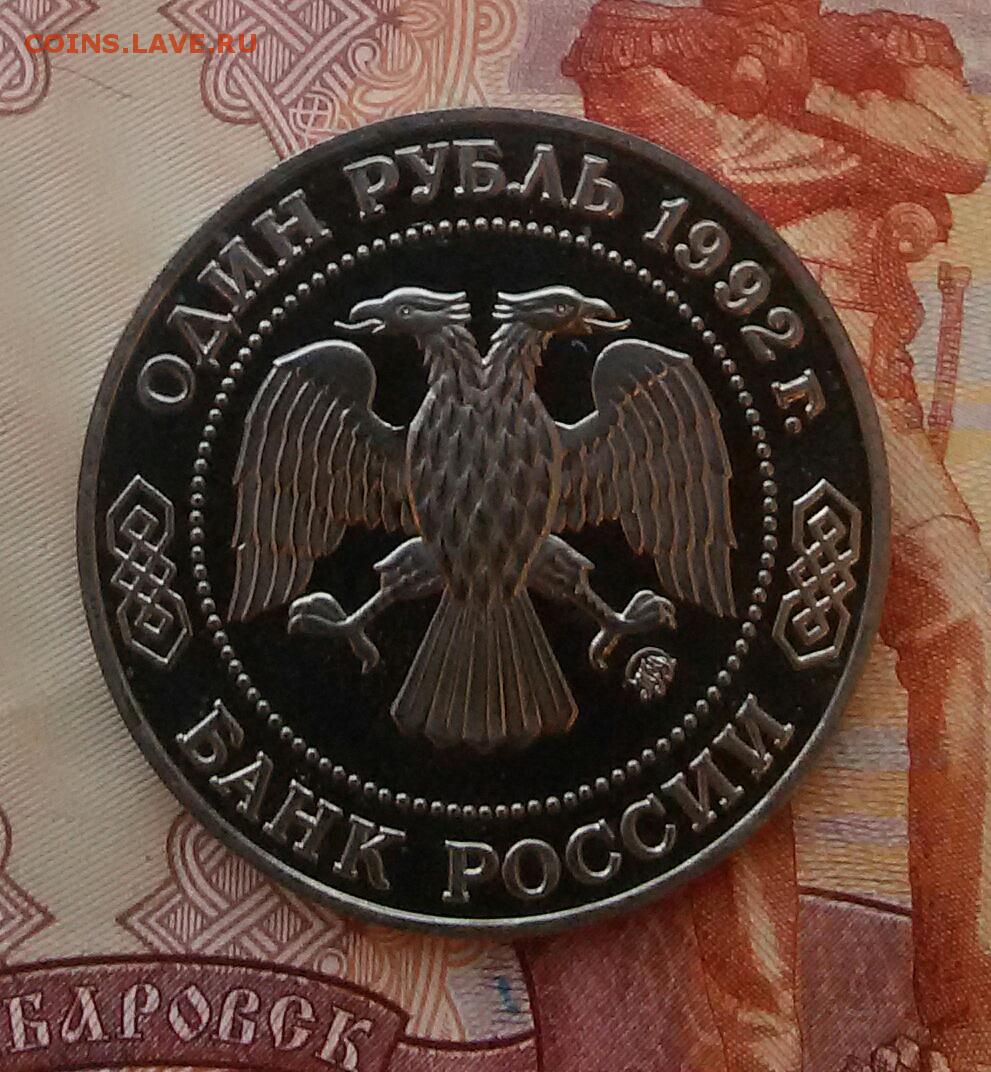 COINS.LAVE.RU
ОДИН РУБЛЬ 1992 г.
БАНК РОССИИ
БАРОВСК